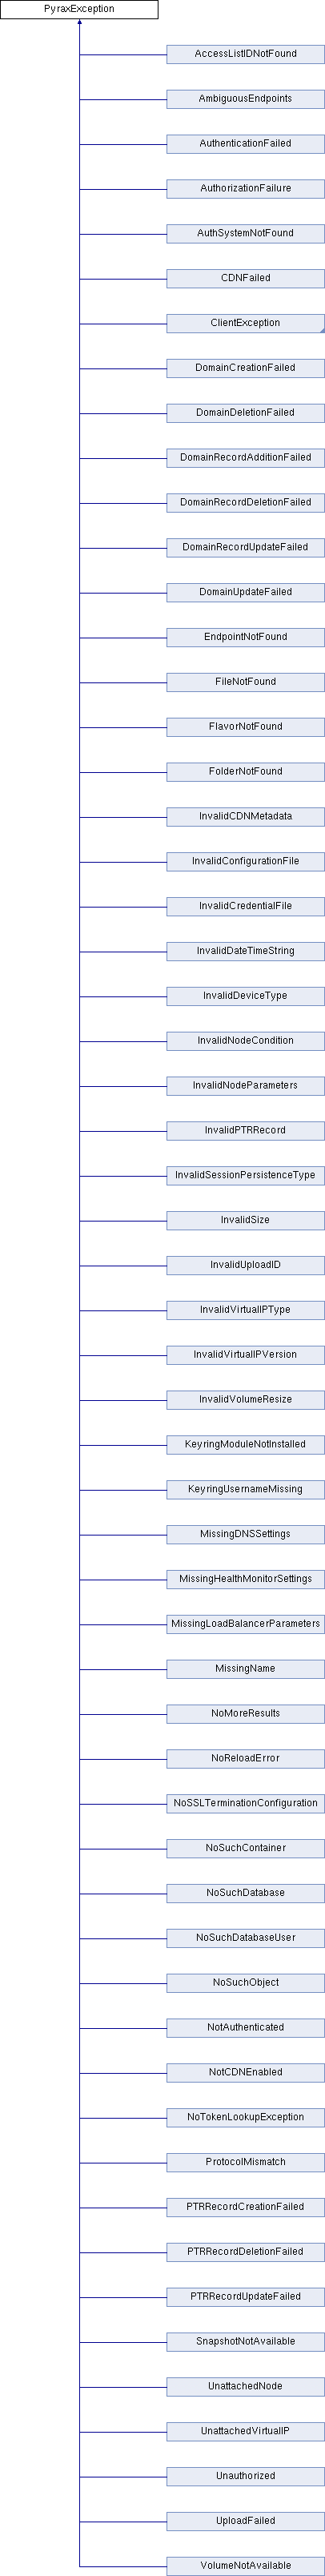 PyraxException
AccessListIDNotFound
AmbiguousEndpoints
AuthenticationFailed
AuthorizationFailure
AuthSystemNotFound
CDNFailed
ClientException
DomainCreationFailed
DomainDeletionFailed
DomainRecordAdditionFailed
DomainRecordDeletionFailed
DomainRecordUpdateFailed
DomainUpdateFailed
EndpointNotFound
FileNotFound
FlavorNotFound
FolderNotFound
InvalidCDNMetadata
InvalidConfigurationFile
InvalidCredentialFile
InvalidDateTimeString
InvalidDeviceType
InvalidNodeCondition
InvalidNodeParameters
InvalidPTRRecord
InvalidSessionPersistenceType
InvalidSize
InvalidUploadID
InvalidVirtualIPType
InvalidVirtualIPVersion
InvalidVolumeResize
KeyringModuleNotInstalled
KeyringUsernameMissing
MissingDNSSettings
MissingHealthMonitorSettings
MissingLoadBalancerParameters
MissingName
NoMoreResults
NoReloadError
NoSSLTerminationConfiguration
NoSuchContainer
NoSuchDatabase
NoSuchDatabaseUser
NoSuchObject
NotAuthenticated
NotCDNEnabled
NoTokenLookupException
ProtocolMismatch
PTRRecordCreationFailed
PTRRecordDeletionFailed
PTRRecordUpdateFailed
SnapshotNotAvailable
UnattachedNode
UnattachedVirtualIP
Unauthorized
UploadFailed
VolumeNotAvailable